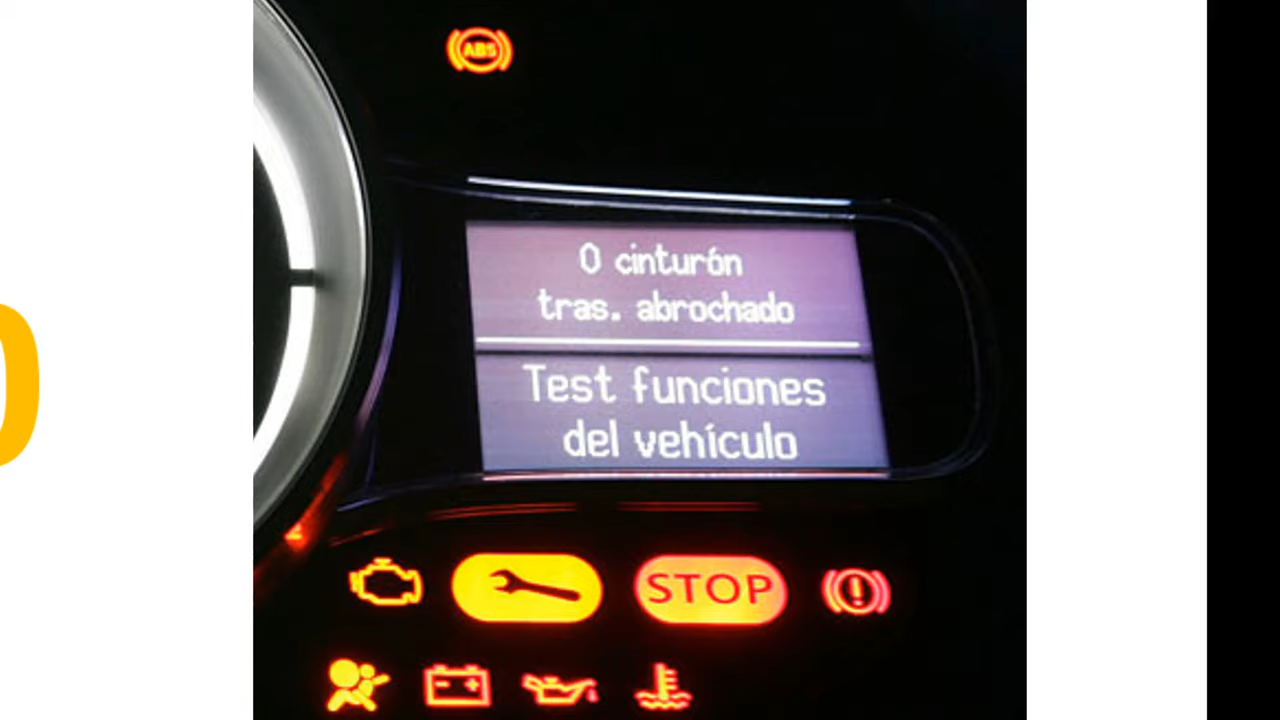 ABS
0 cinturón
tras. abrochado
Test funciones
del vehículo
STOP